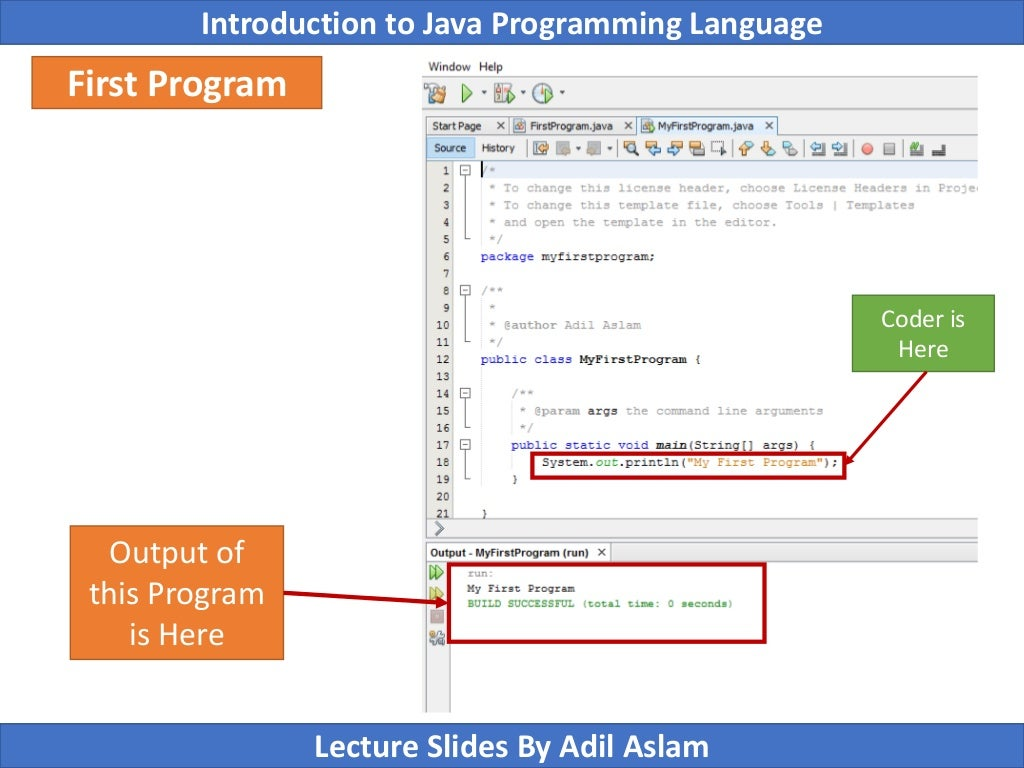 Introduction to Java Programming Language
First Program
Window Help
Start Page
FirstProgram.java
MyFirstProgram.java
Source History
1 /*
2 * To change this license header, choose License Headers in Projec
3 * To change this template file, choose Tools | Templates
4 * and open the template in the editor.
5 */
6 package myfirstprogram;
7
8 /**
9 *
10 * @author Adil Aslam
11 */
12 public class MyFirstProgram {
13
14 /**
15 * @param args the command line arguments
16 */
17 public static void main(String[] args) {
18 System.out.println("My First Program");
19 }
20
21 }
Coder is
Here
Output - MyFirstProgram (run)
run:
My First Program
BUILD SUCCESSFUL (total time: 0 seconds)
Output of
this Program
is Here
Lecture Slides By Adil Aslam